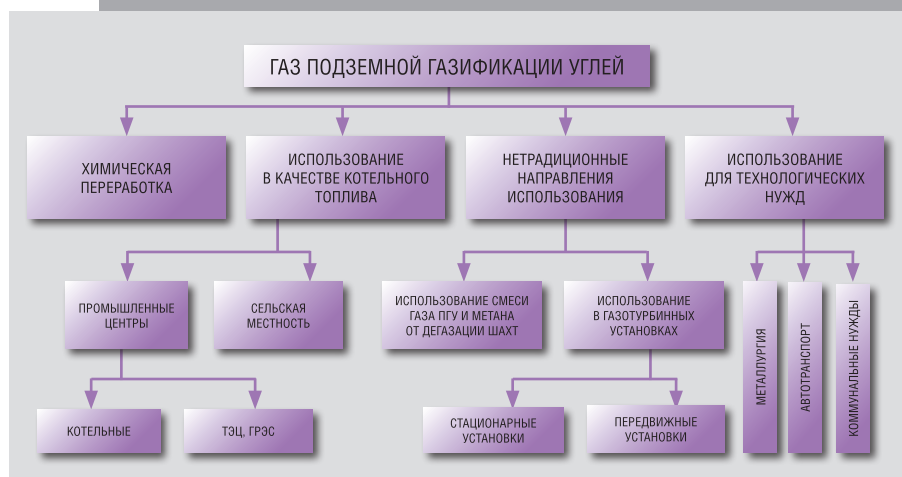 ГАЗ ПОДЗЕМНОЙ ГАЗИФИКАЦИИ УГЛЕЙ
ХИМИЧЕСКАЯ
ПЕРЕРАБОТКА
ИСПОЛЬЗОВАНИЕ
В КАЧЕСТВЕ КОТЕЛЬНОГО
ТОПЛИВА
НЕТРАДИЦИОННЫЕ
НАПРАВЛЕНИЯ
ИСПОЛЬЗОВАНИЯ
ИСПОЛЬЗОВАНИЕ
ДЛЯ ТЕХНОЛОГИЧЕСКИХ
НУЖД
ПРОМЫШЛЕННЫЕ
ЦЕНТРЫ
СЕЛЬСКАЯ
МЕСТНОСТЬ
ИСПОЛЬЗОВАНИЕ СМЕСИ
ГАЗА ПГУ И МЕТАНА
ОТ ДЕГАЗАЦИИ ШАХТ
ИСПОЛЬЗОВАНИЕ
В ГАЗОТУРБИННЫХ
УСТАНОВКАХ
МЕТАЛЛУРГИЯ
АВТОТРАНСПОРТ
КОММУНАЛЬНЫЕ НУЖДЫ
КОТЕЛЬНЫЕ
ТЭЦ, ГРЭС
СТАЦИОНАРНЫЕ
УСТАНОВКИ
ПЕРЕДВИЖНЫЕ
УСТАНОВКИ